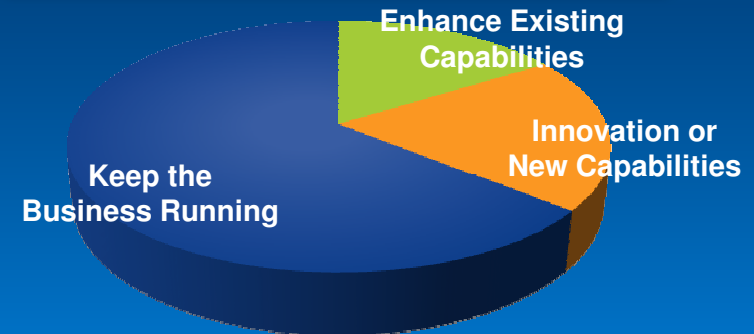 Enhance Existing
Capabilities
Innovation or
New Capabilities
Keep the
Business Running